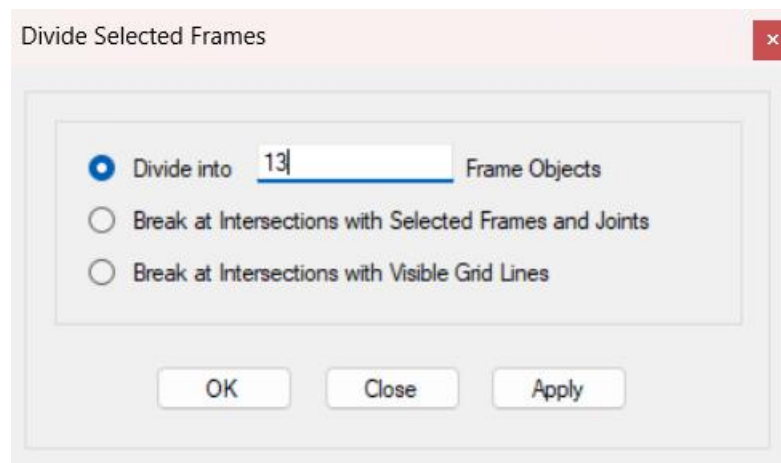 Divide Selected Frames
Divide into 13 Frame Objects
Break at Intersections with Selected Frames and Joints
Break at Intersections with Visible Grid Lines
OK Close Apply